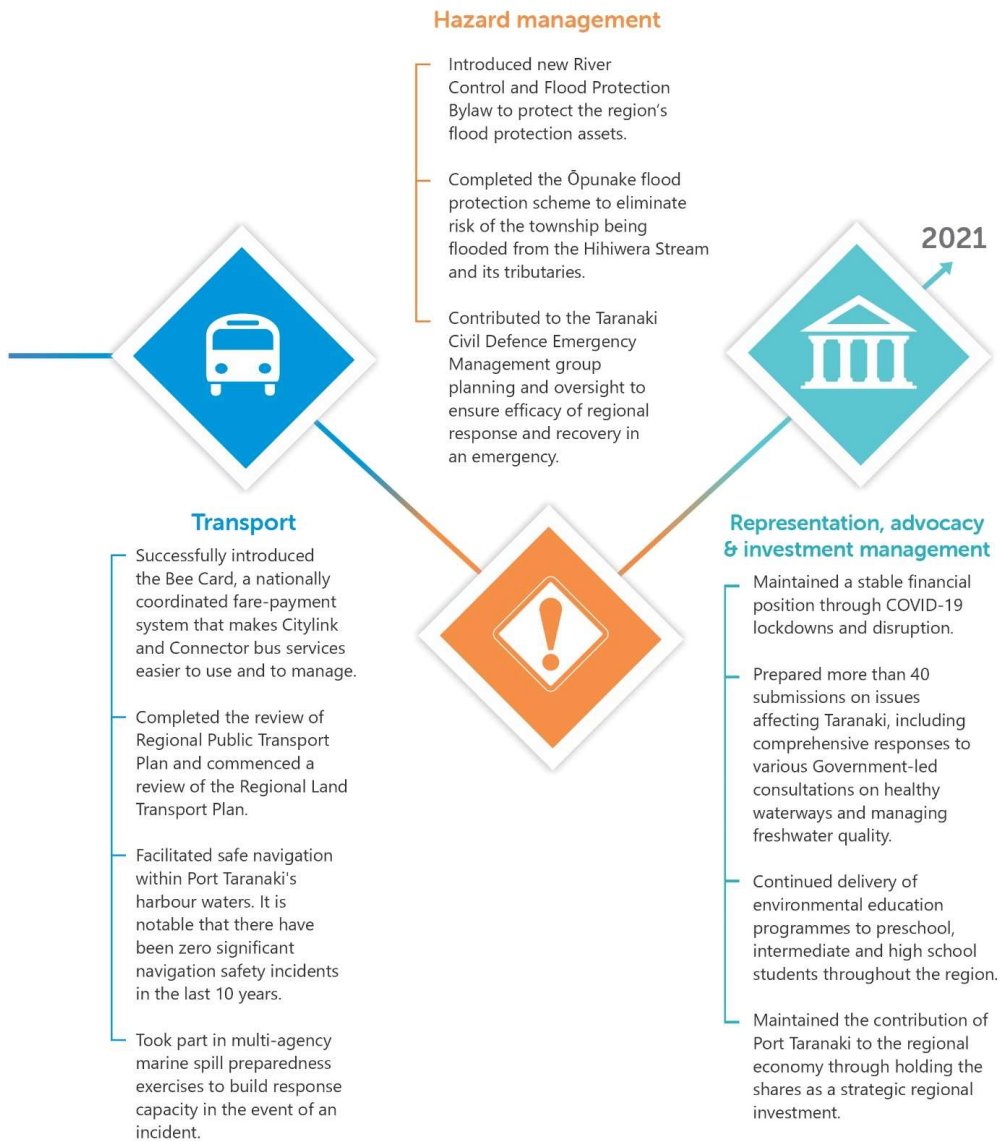 Hazard management
Introduced new River
Control and Flood Protection
Bylaw to protect the region's
flood protection assets.
Completed the Ōpunake flood
protection scheme to eliminate
risk of the township being
flooded from the Hihiwera Stream
and its tributaries.
Contributed to the Taranaki
Civil Defence Emergency
Management group
planning and oversight to
ensure efficacy of regional
response and recovery in
an emergency.
2021
Transport
Successfully introduced
the Bee Card, a nationally
coordinated fare-payment
system that makes Citylink
and Connector bus services
easier to use and to manage.
Completed the review of
Regional Public Transport
Plan and commenced a
review of the Regional Land
Transport Plan.
Facilitated safe navigation
within Port Taranaki's
harbour waters. It is
notable that there have
been zero significant
navigation safety incidents
in the last 10 years.
Took part in multi-agency
marine spill preparedness
exercises to build response
capacity in the event of an
incident.
Representation, advocacy
& investment management
Maintained a stable financial
position through COVID-19
lockdowns and disruption.
Prepared more than 40
submissions on issues
affecting Taranaki, including
comprehensive responses to
various Government-led
consultations on healthy
waterways and managing
freshwater quality.
Continued delivery of
environmental education
programmes to preschool,
intermediate and high school
students throughout the region.
Maintained the contribution of
Port Taranaki to the regional
economy through holding the
shares as a strategic regional
investment.